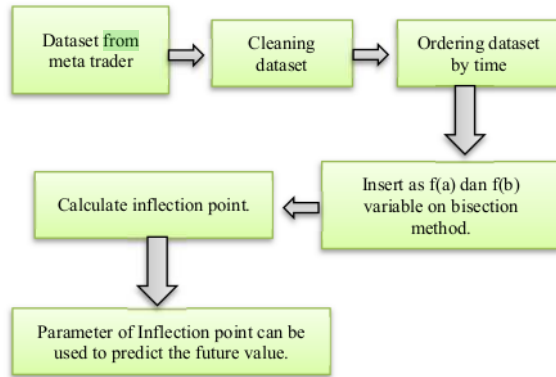 Dataset from
meta trader
Cleaning
dataset
Ordering dataset
by time
Insert as f(a) dan f(b)
variable on bisection
method.
Calculate inflection point.
Parameter of Inflection point can be
used to predict the future value.